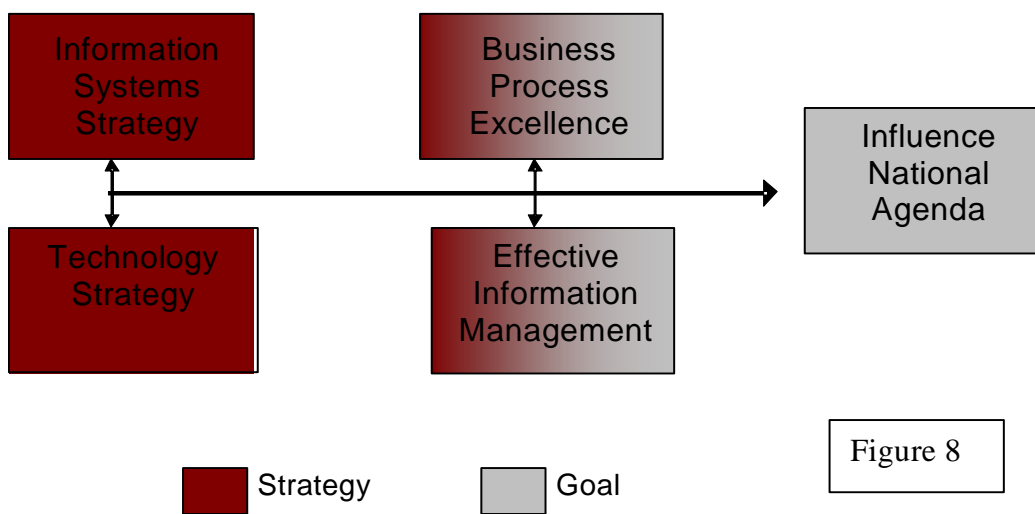 Information
Systems
Strategy
Business
Process
Excellence
Influence
National
Agenda
Technology
Strategy
Effective
Information
Management
Figure 8
Strategy
Goal